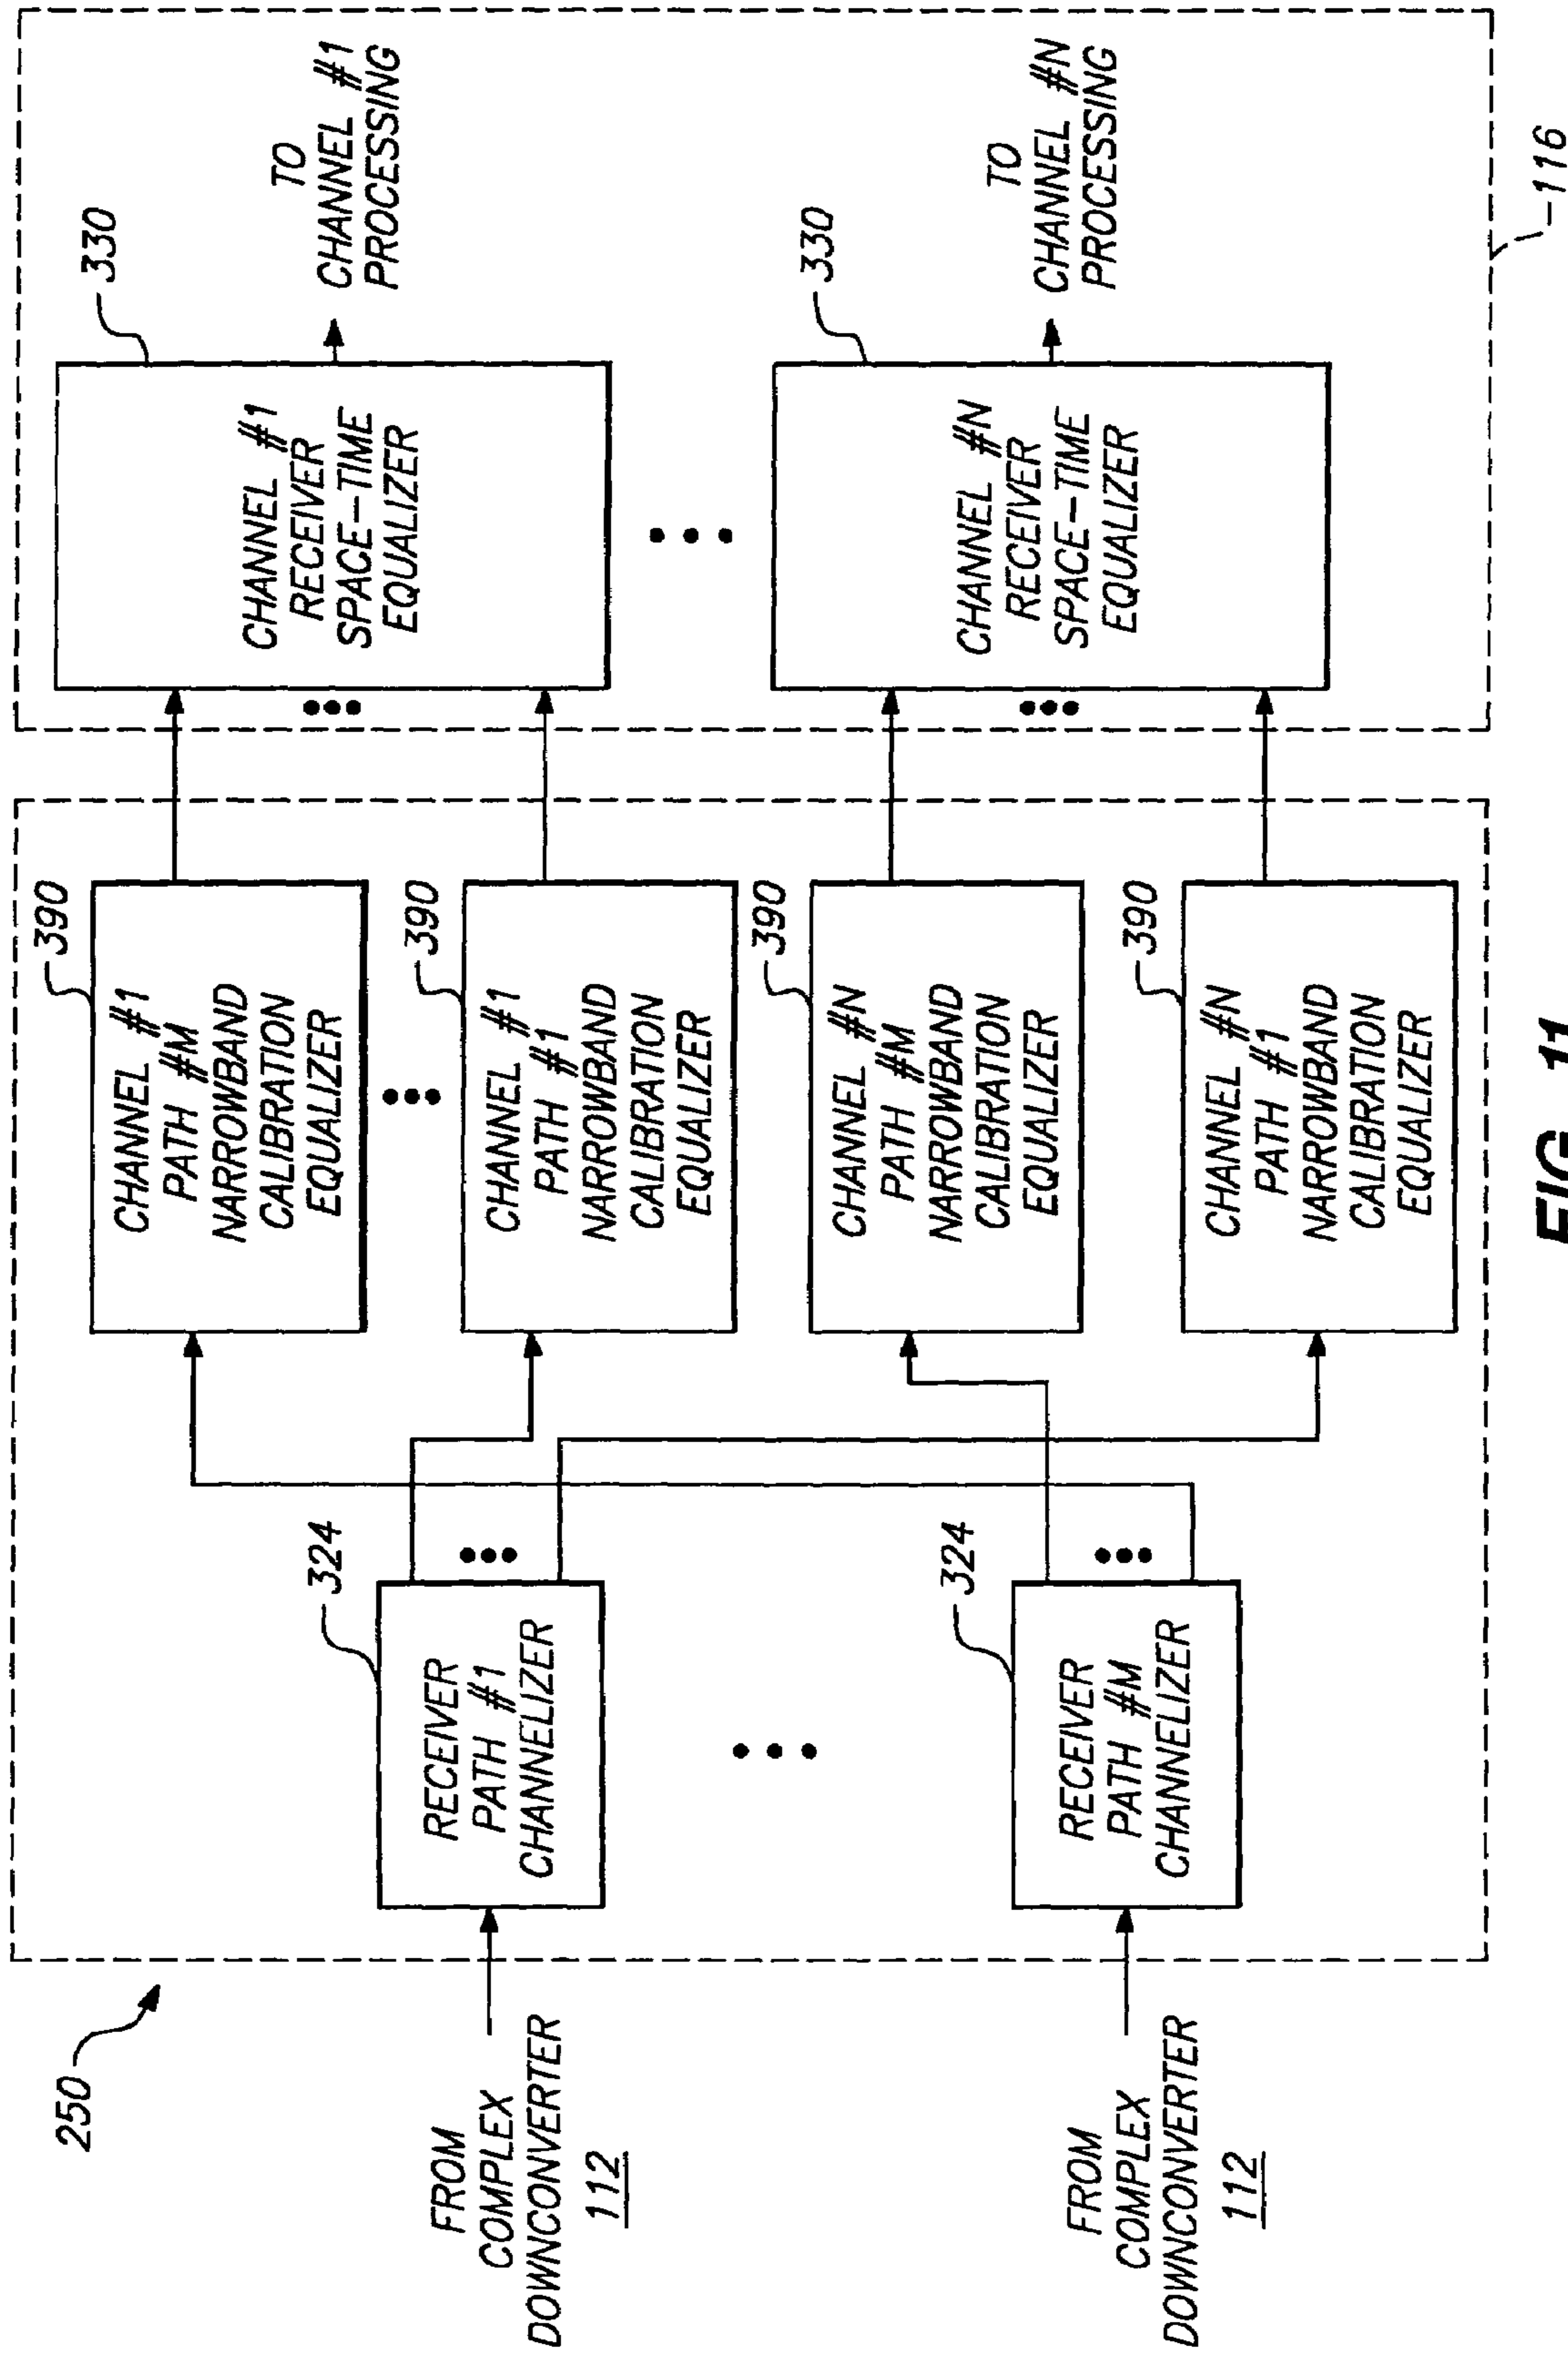 250
FROM
COMPLEX
DOWNCONVERTER
112
FROM
COMPLEX
DOWNCONVERTER
112
324
RECEIVER
PATH #1
CHANNELIZER
324
RECEIVER
PATH #M
CHANNELIZER
390
CHANNEL #1
PATH #M
NARROWBAND
CALIBRATION
EQUALIZER
390
CHANNEL #1
PATH #1
NARROWBAND
CALIBRATION
EQUALIZER
390
CHANNEL #N
PATH #M
NARROWBAND
CALIBRATION
EQUALIZER
390
CHANNEL #N
PATH #1
NARROWBAND
CALIBRATION
EQUALIZER
330
CHANNEL #1
RECEIVER
SPACE-TIME
EQUALIZER
TO
CHANNEL #1
PROCESSING
330
CHANNEL #N
RECEIVER
SPACE-TIME
EQUALIZER
TO
CHANNEL #N
PROCESSING
116
FIG. 11